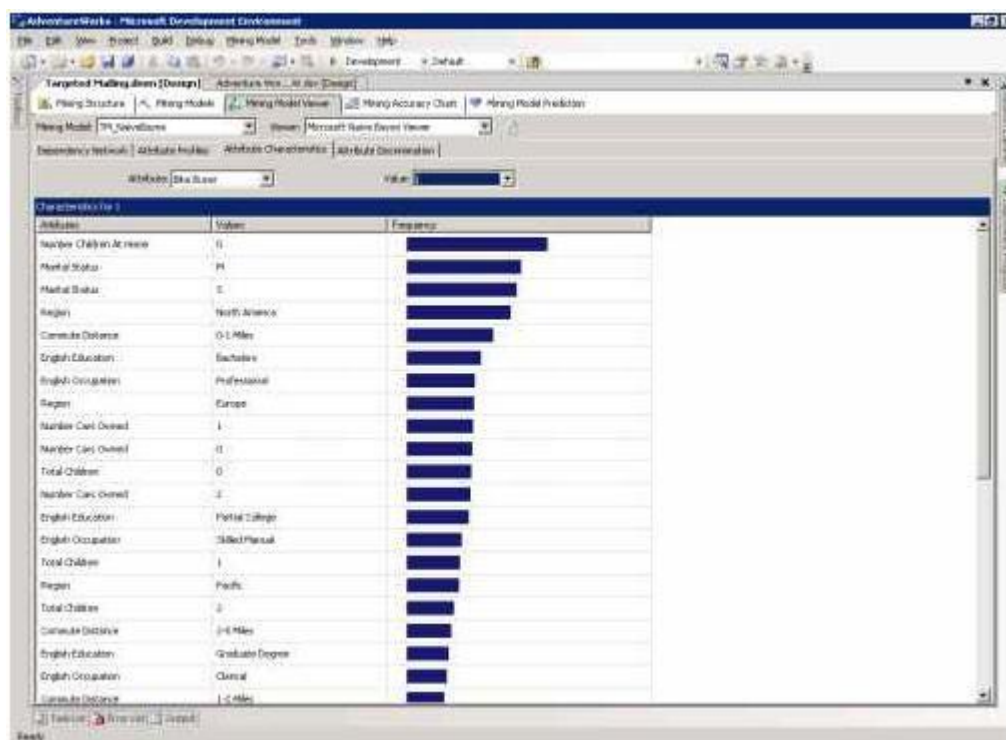 AdventureWorks - Microsoft Development Environment
File Edit View Project Build Debug Mining Model Tools Window Help
Development Default
Targeted Mailing.dmm [Design]
Mining Structure Mining Models Mining Model Viewer Mining Accuracy Chart Mining Model Prediction
Mining Model: TM_NaiveBayes Viewer: Microsoft Naive Bayes Viewer
Dependency Network Attribute Profiles Attribute Characteristics Attribute Discrimination
Attribute: Bike Buyer Value:
Characteristics for 1
Attributes Values Frequency
Number Children At Home 0
Marital Status M
Marital Status S
Region North America
Commute Distance 0-1 Miles
English Education Bachelors
English Occupation Professional
Region Europe
Number Cars Owned 1
Number Cars Owned 0
Total Children 0
Number Cars Owned 2
English Education Partial College
English Occupation Skilled Manual
Total Children 1
Region Pacific
Total Children 2
Commute Distance Miles
English Education Graduate Degree
English Occupation Clerical
Commute Distance 1-2 Miles
Task List Error List Output
Ready